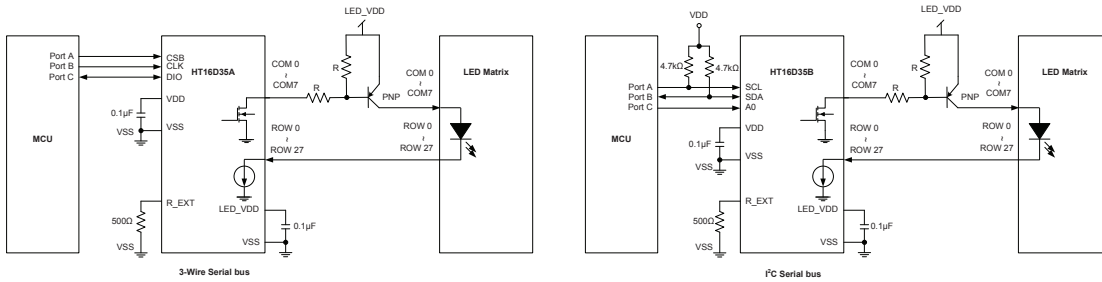 LED_VDD
Port A
Port B
Port C
CSB
CLK
DIO
HT16D35A
COM 0
~
COM7
R
R
PNP
COM 0
~
COM7
LED Matrix
VDD
0.1μF
VSS
VSS
MCU
ROW 0
~
ROW 27
ROW 0
~
ROW 27
R_EXT
500Ω
VSS
LED_VDD
0.1μF
VSS
3-Wire Serial bus
LED_VDD
VDD
4.7kΩ
4.7kΩ
Port A
Port B
Port C
SCL
SDA
A0
HT16D35B
COM 0
~
COM7
R
R
PNP
COM 0
~
COM7
LED Matrix
VDD
0.1μF
VSS
VSS
MCU
ROW 0
~
ROW 27
ROW 0
~
ROW 27
R_EXT
500Ω
VSS
LED_VDD
0.1μF
VSS
I²C Serial bus